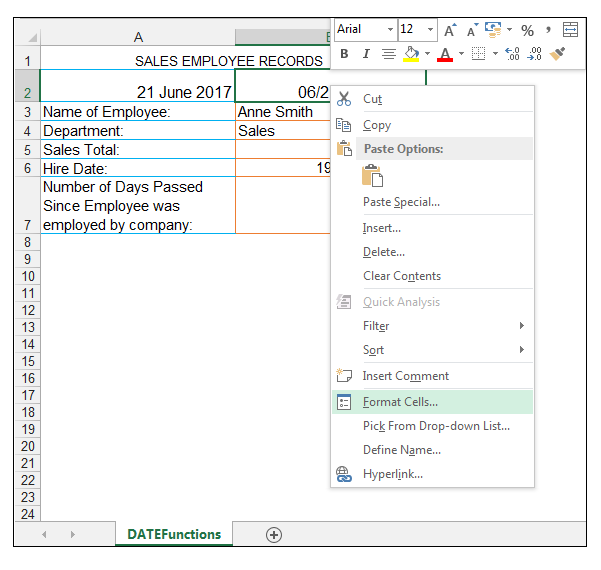 Arial 12 A A % ,
B I A .00 .0
A
1 SALES EMPLOYEE RECORDS
2 21 June 2017 06/2
3 Name of Employee: Anne Smith
4 Department: Sales
5 Sales Total:
6 Hire Date: 19
Number of Days Passed
Since Employee was
7 employed by company:
8
9
10
11
12
13
14
15
16
17
18
19
20
21
22
23
24
Cut
Copy
Paste Options:
Paste Special...
Insert...
Delete...
Clear Contents
Quick Analysis
Filter
Sort
Insert Comment
Format Cells...
Pick From Drop-down List...
Define Name...
Hyperlink...
DATEFunctions